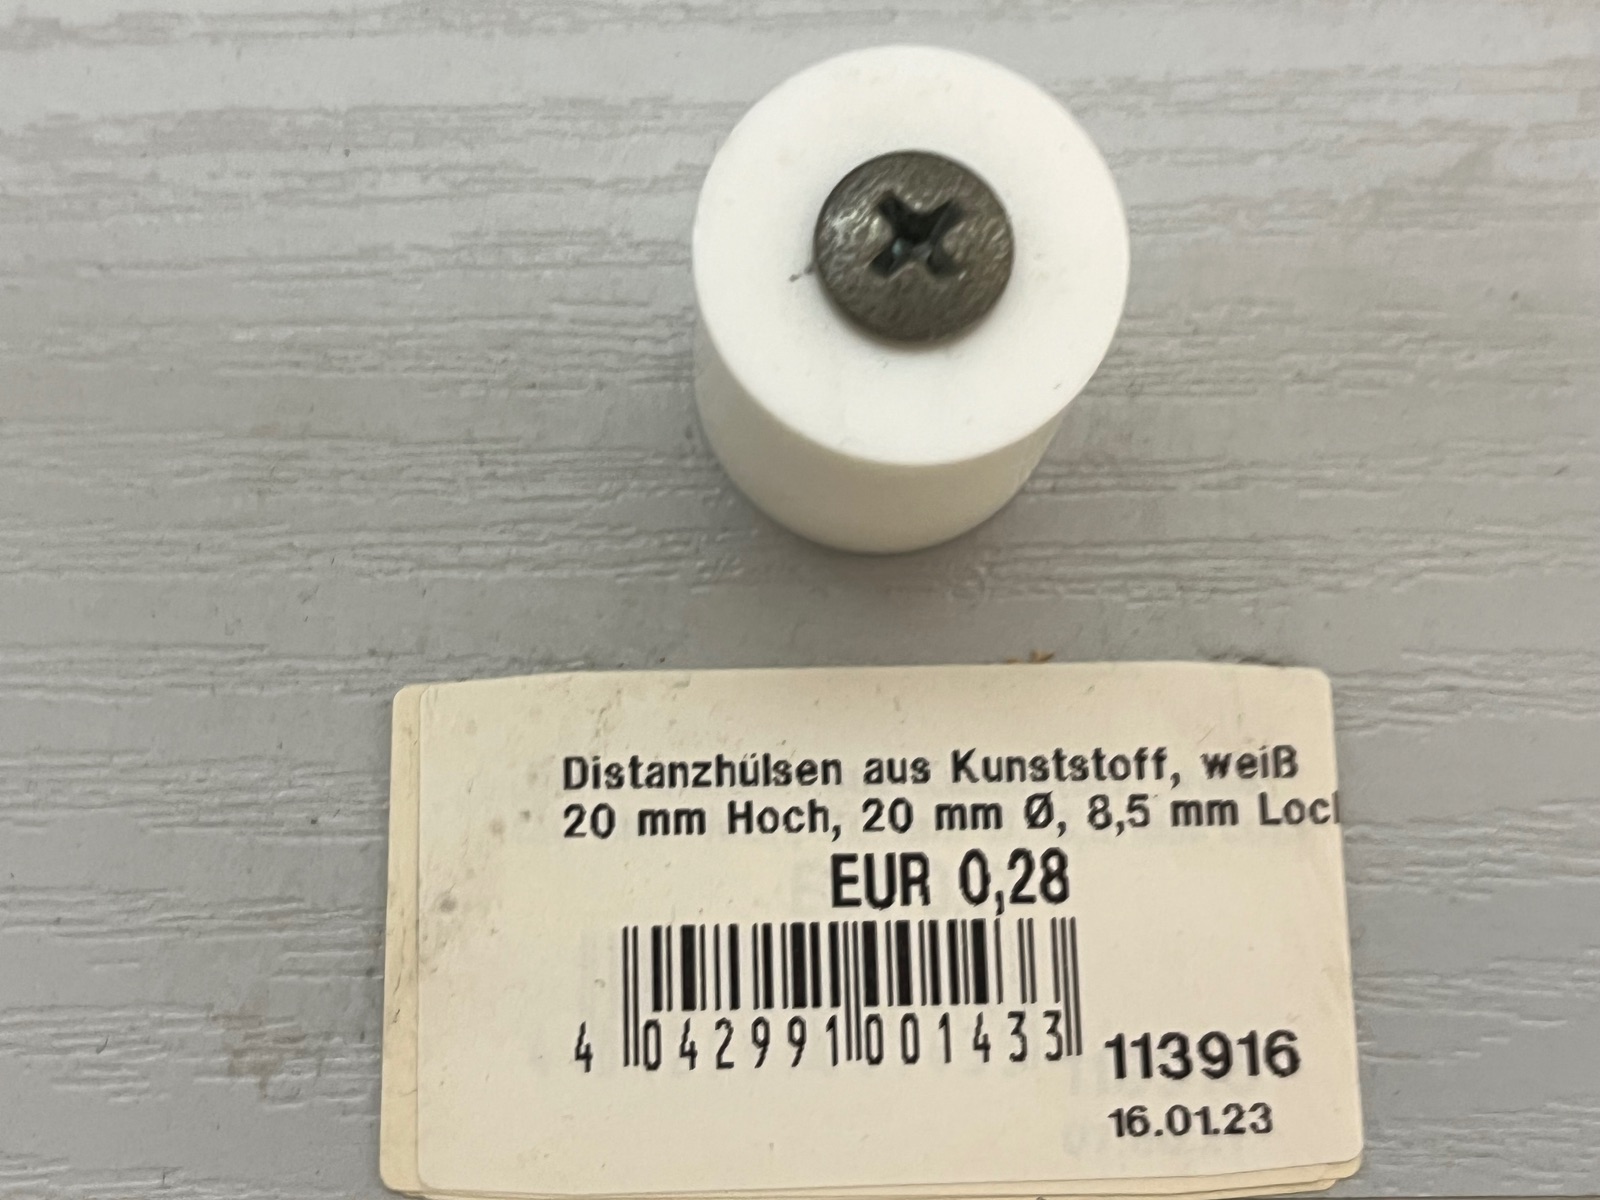 Distanzhülsen aus Kunststoff, weiß
20 mm Hoch, 20 mm Ø, 8,5 mm Loch
EUR 0,28
4 042991 001433
113916
16.01.23